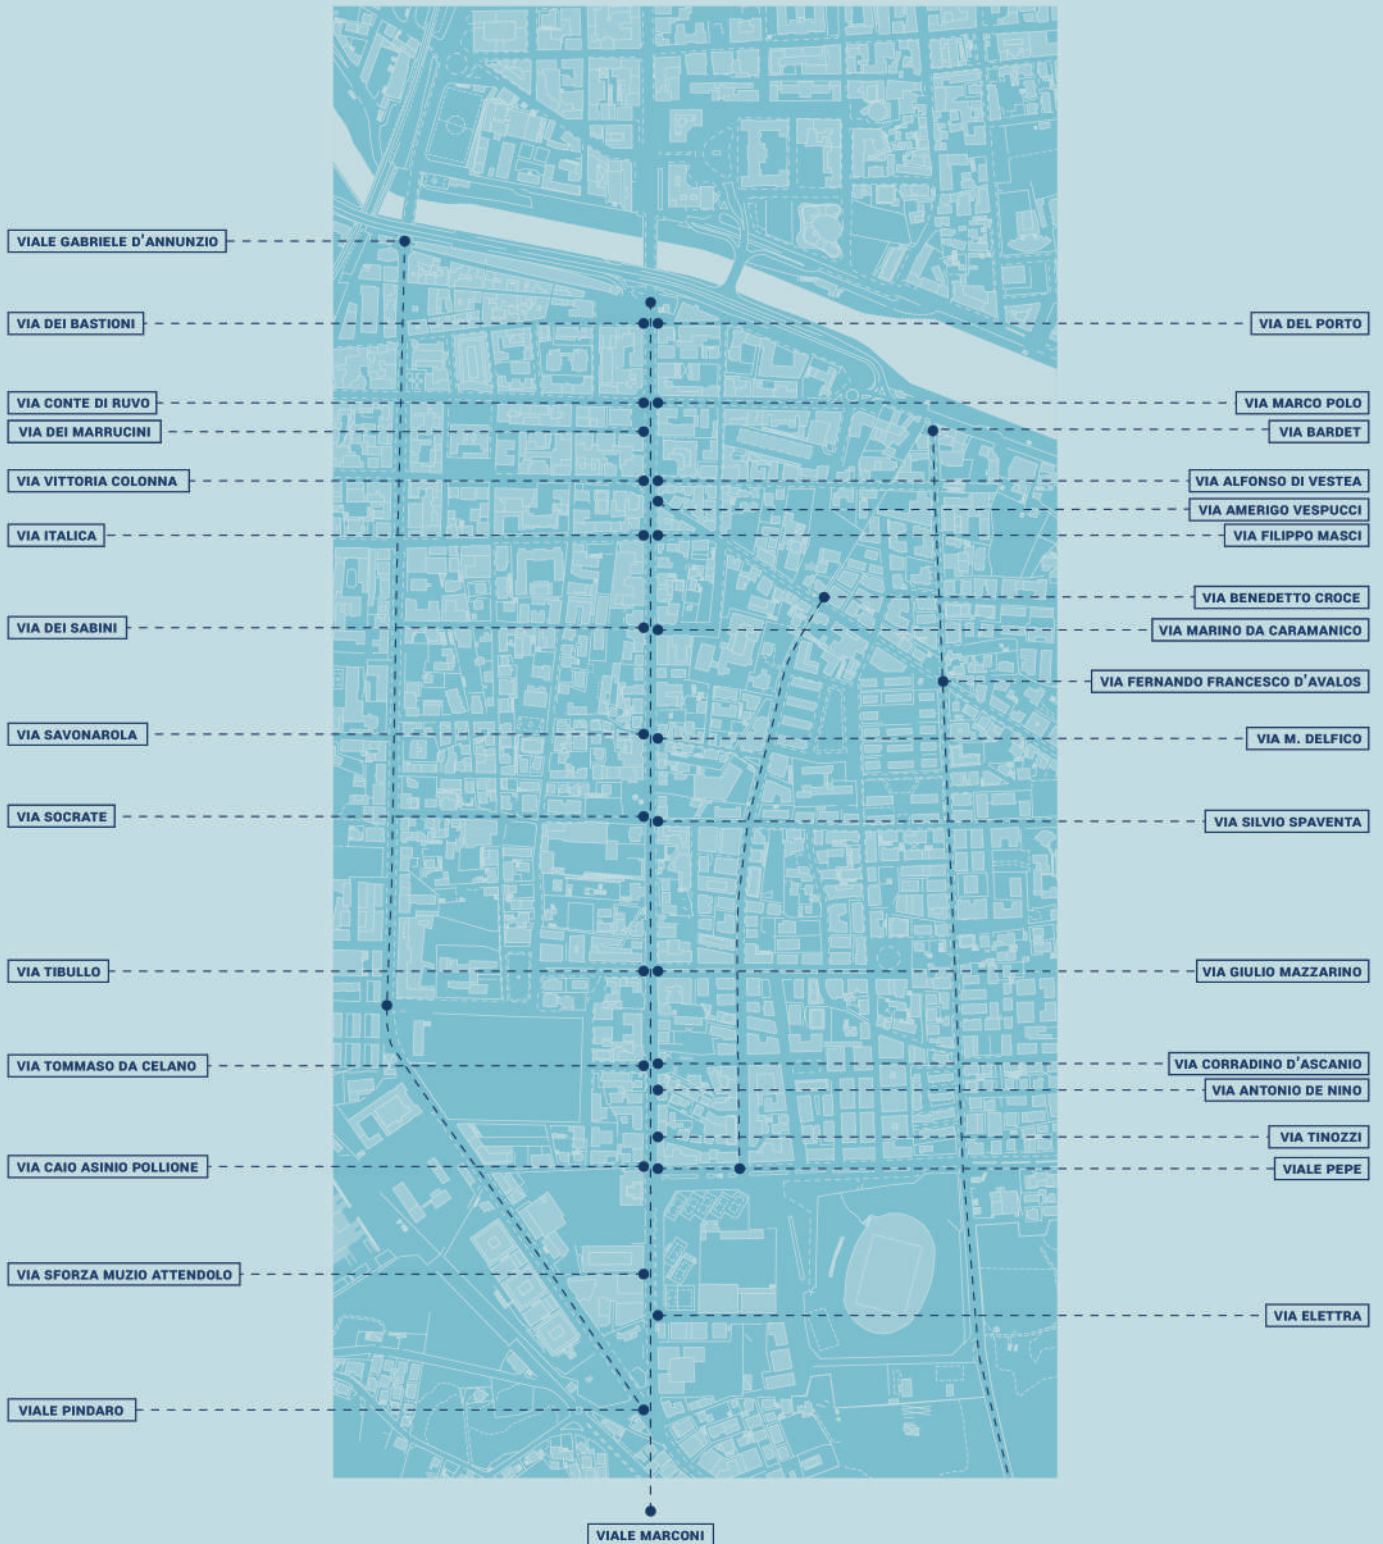 VIALE GABRIELE D'ANNUNZIO
VIA DEI BASTIONI
VIA DEL PORTO
VIA CONTE DI RUVO
VIA MARCO POLO
VIA DEI MARRUCINI
VIA BARDET
VIA VITTORIA COLONNA
VIA ALFONSO DI VESTEA
VIA AMERIGO VESPUCCI
VIA ITALICA
VIA FILIPPO MASCI
VIA BENEDETTO CROCE
VIA DEI SABINI
VIA MARINO DA CARAMANICO
VIA FERNANDO FRANCESCO D'AVALOS
VIA SAVONAROLA
VIA M. DELFICO
VIA SOCRATE
VIA SILVIO SPAVENTA
VIA TIBULLO
VIA GIULIO MAZZARINO
VIA TOMMASO DA CELANO
VIA CORRADINO D'ASCANIO
VIA ANTONIO DE NINO
VIA TINOZZI
VIA CAIO ASINIO POLLIONE
VIALE PEPE
VIA SFORZA MUZIO ATTENDOLO
VIA ELETTRA
VIALE PINDARO
VIALE MARCONI